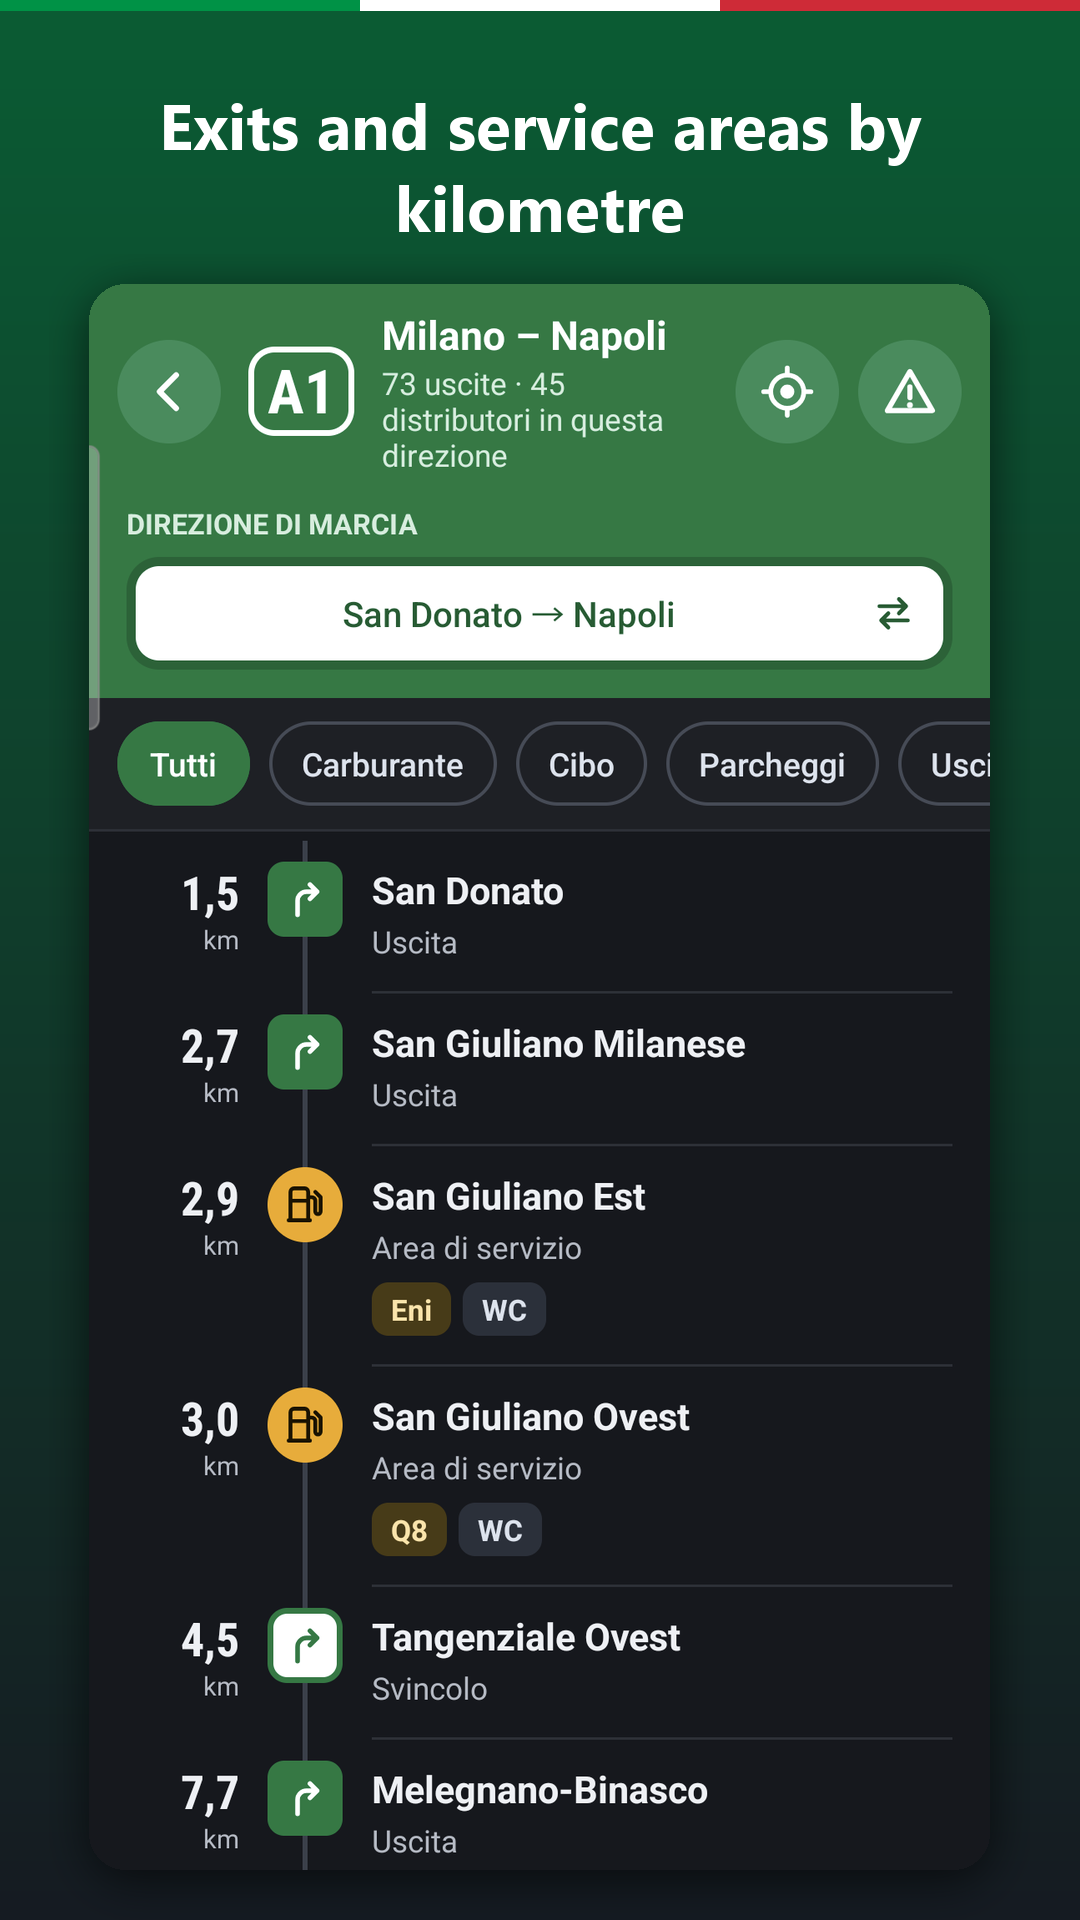 Exits and service areas by
kilometre
A1
Milano – Napoli
73 uscite · 45
distributori in questa
direzione
DIREZIONE DI MARCIA
San Donato → Napoli
Tutti
Carburante
Cibo
Parcheggi
Usci
1,5
km
San Donato
Uscita
2,7
km
San Giuliano Milanese
Uscita
2,9
km
San Giuliano Est
Area di servizio
Eni
WC
3,0
km
San Giuliano Ovest
Area di servizio
Q8
WC
4,5
km
Tangenziale Ovest
Svincolo
7,7
km
Melegnano-Binasco
Uscita